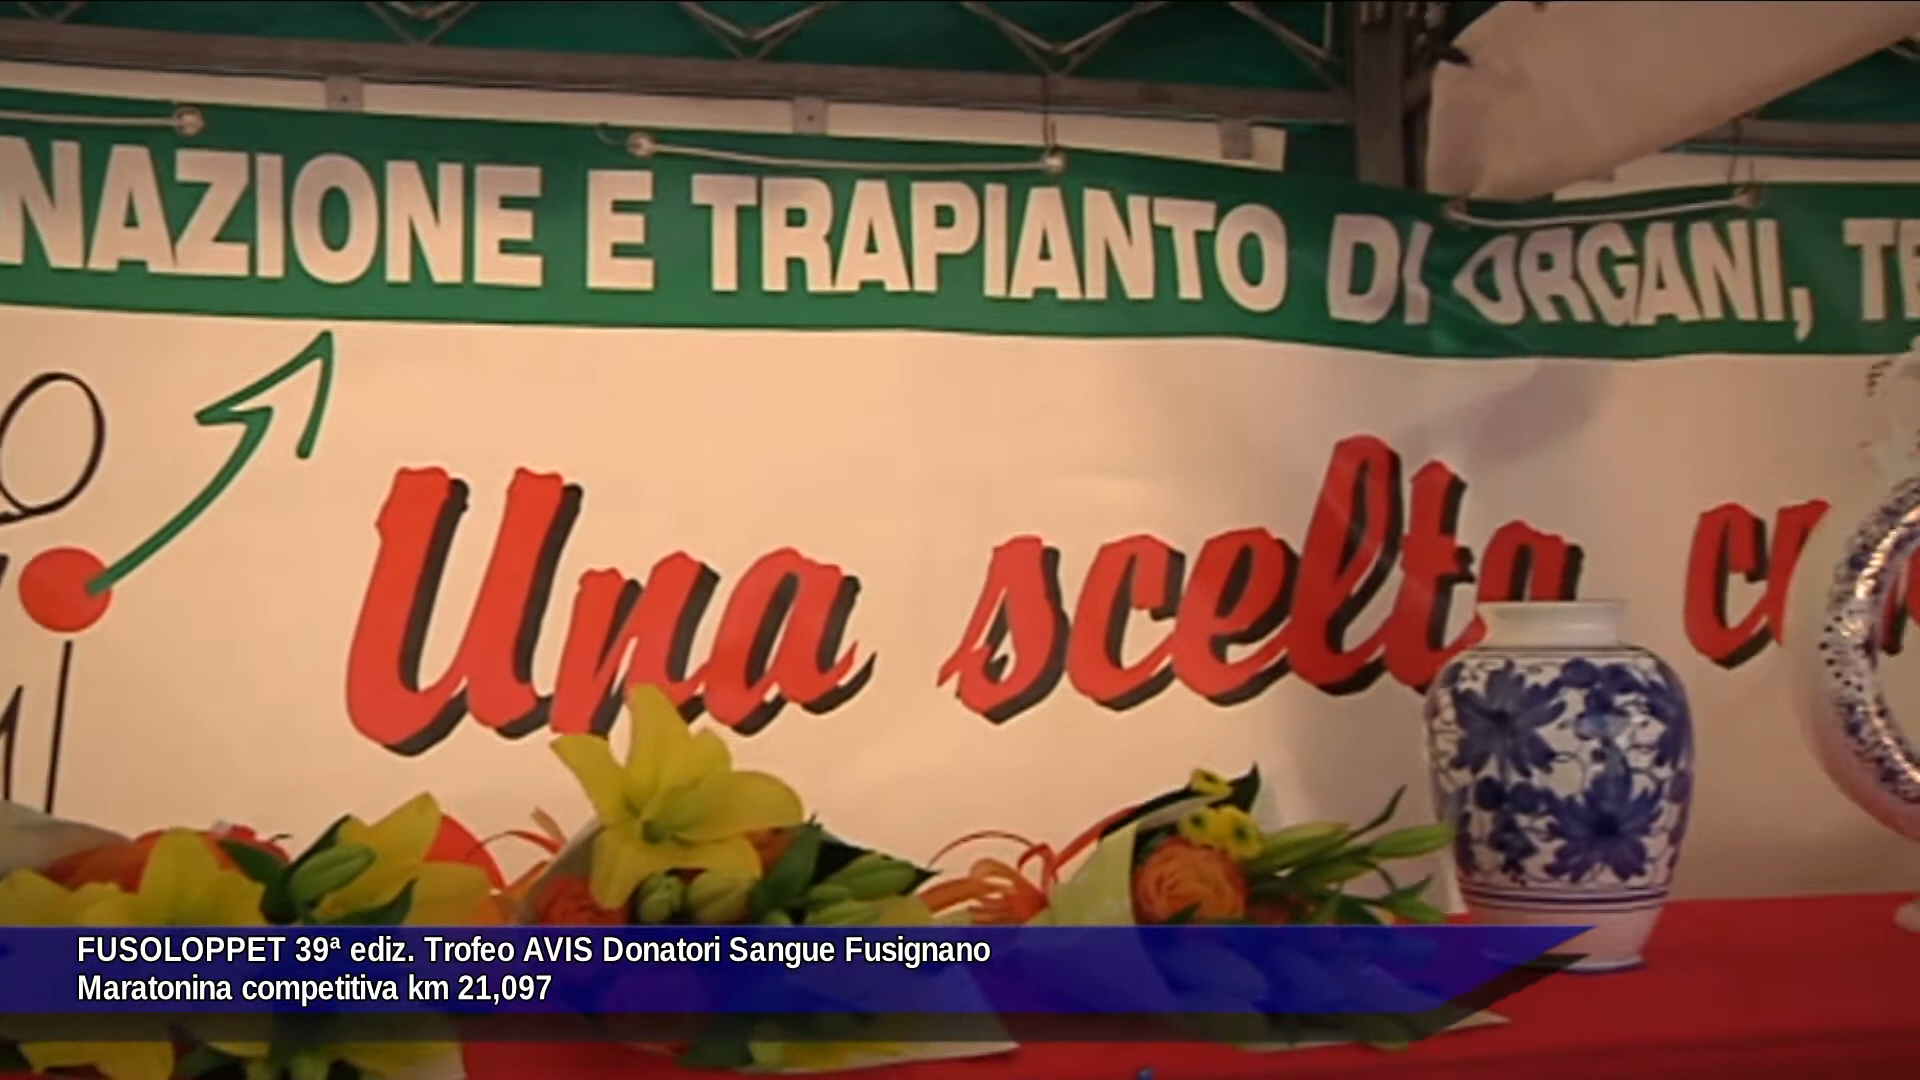 NAZIONE E TRAPIANTO DI ORGANI, TE
Una scelta
FUSOLOPPET 39ª ediz. Trofeo AVIS Donatori Sangue Fusignano
Maratonina competitiva km 21,097